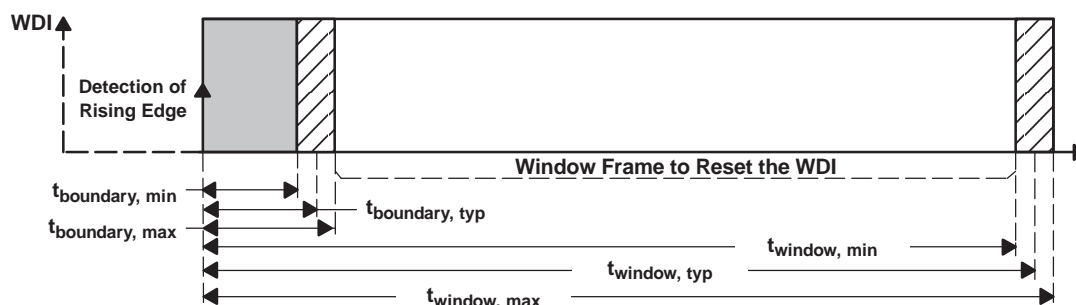 WDI
Detection of
Rising Edge
Window Frame to Reset the WDI
tboundary, min
tboundary, typ
tboundary, max
twindow, min
twindow, typ
twindow, max